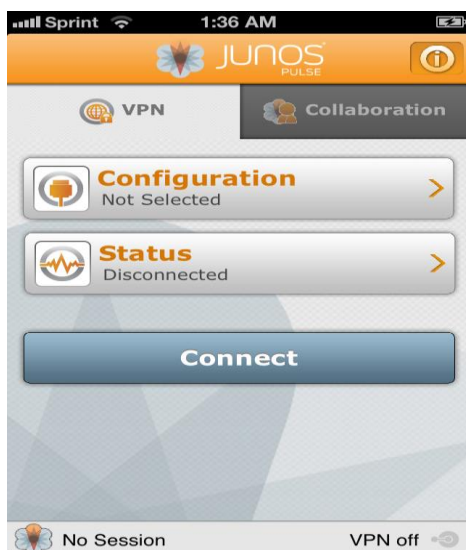 Sprint 1:36 AM
JUNOS
PULSE
VPN Collaboration
Configuration
Not Selected
Status
Disconnected
Connect
No Session VPN off